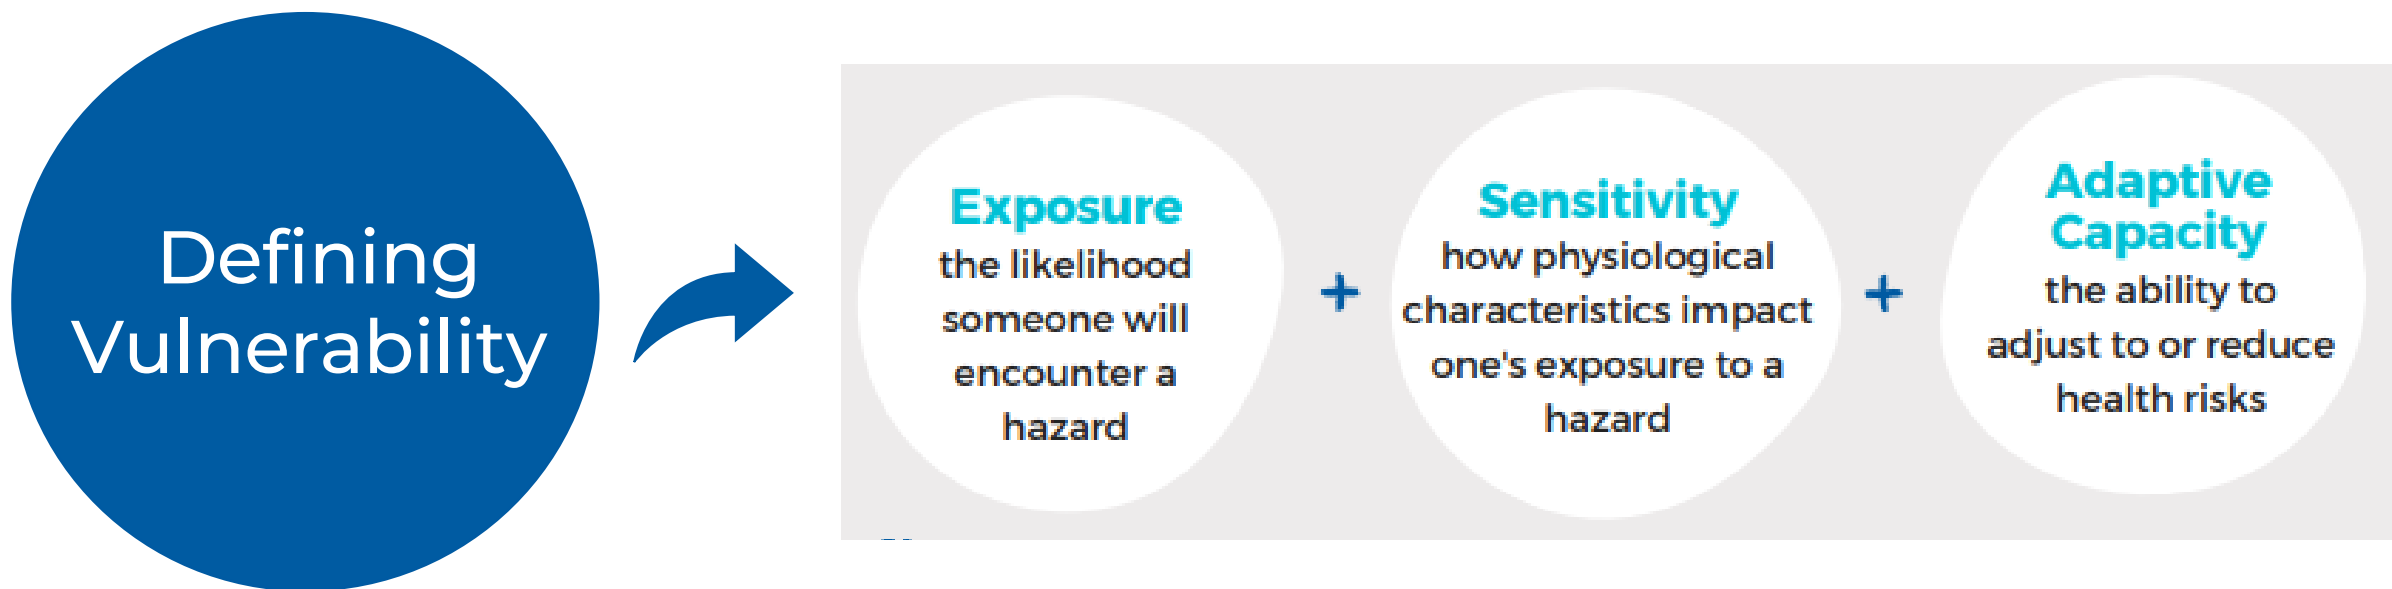 Defining
Vulnerability
Exposure
the likelihood
someone will
encounter a
hazard
+
Sensitivity
how physiological
characteristics impact
one's exposure to a
hazard
+
Adaptive
Capacity
the ability to
adjust to or reduce
health risks